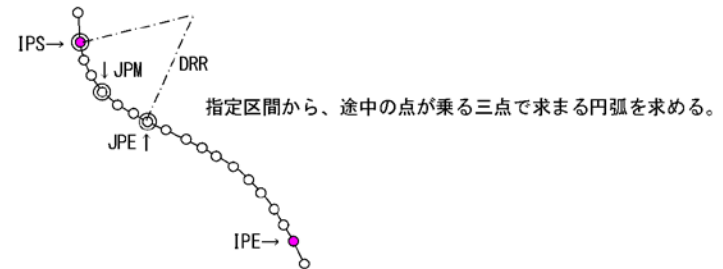 IPS→
↓JPM
DRR
指定区間から、途中の点が乗る三点で求まる円弧を求める。
JPE↑
IPE→